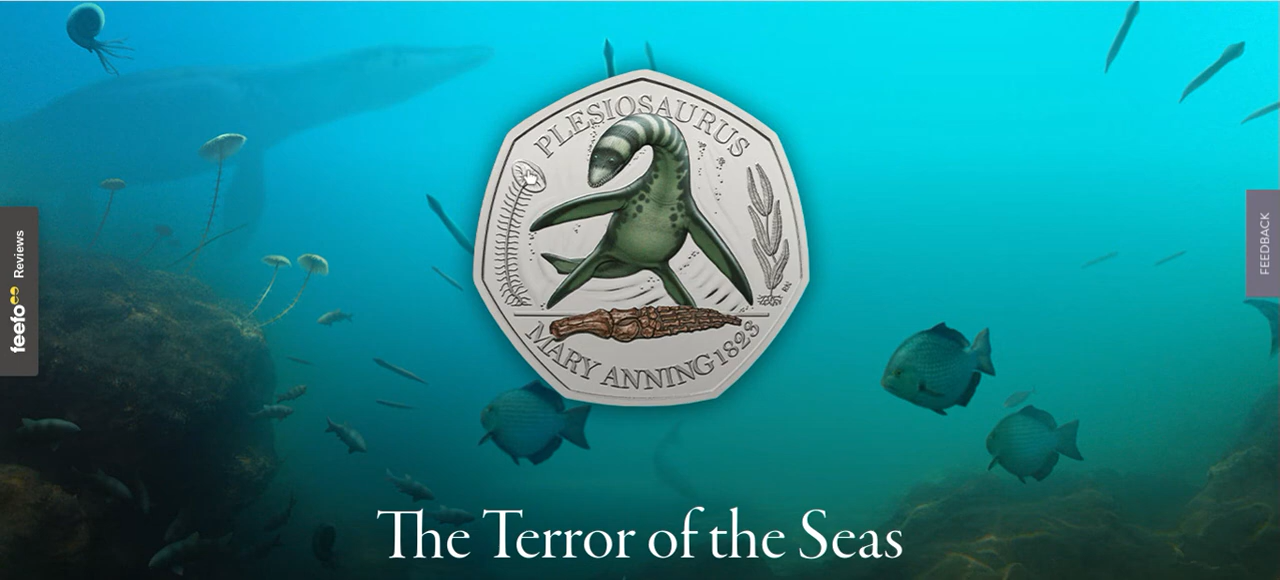 PLESIOSAURUS
MARY ANNING 1823
feefo Reviews
FEEDBACK
The Terror of the Seas